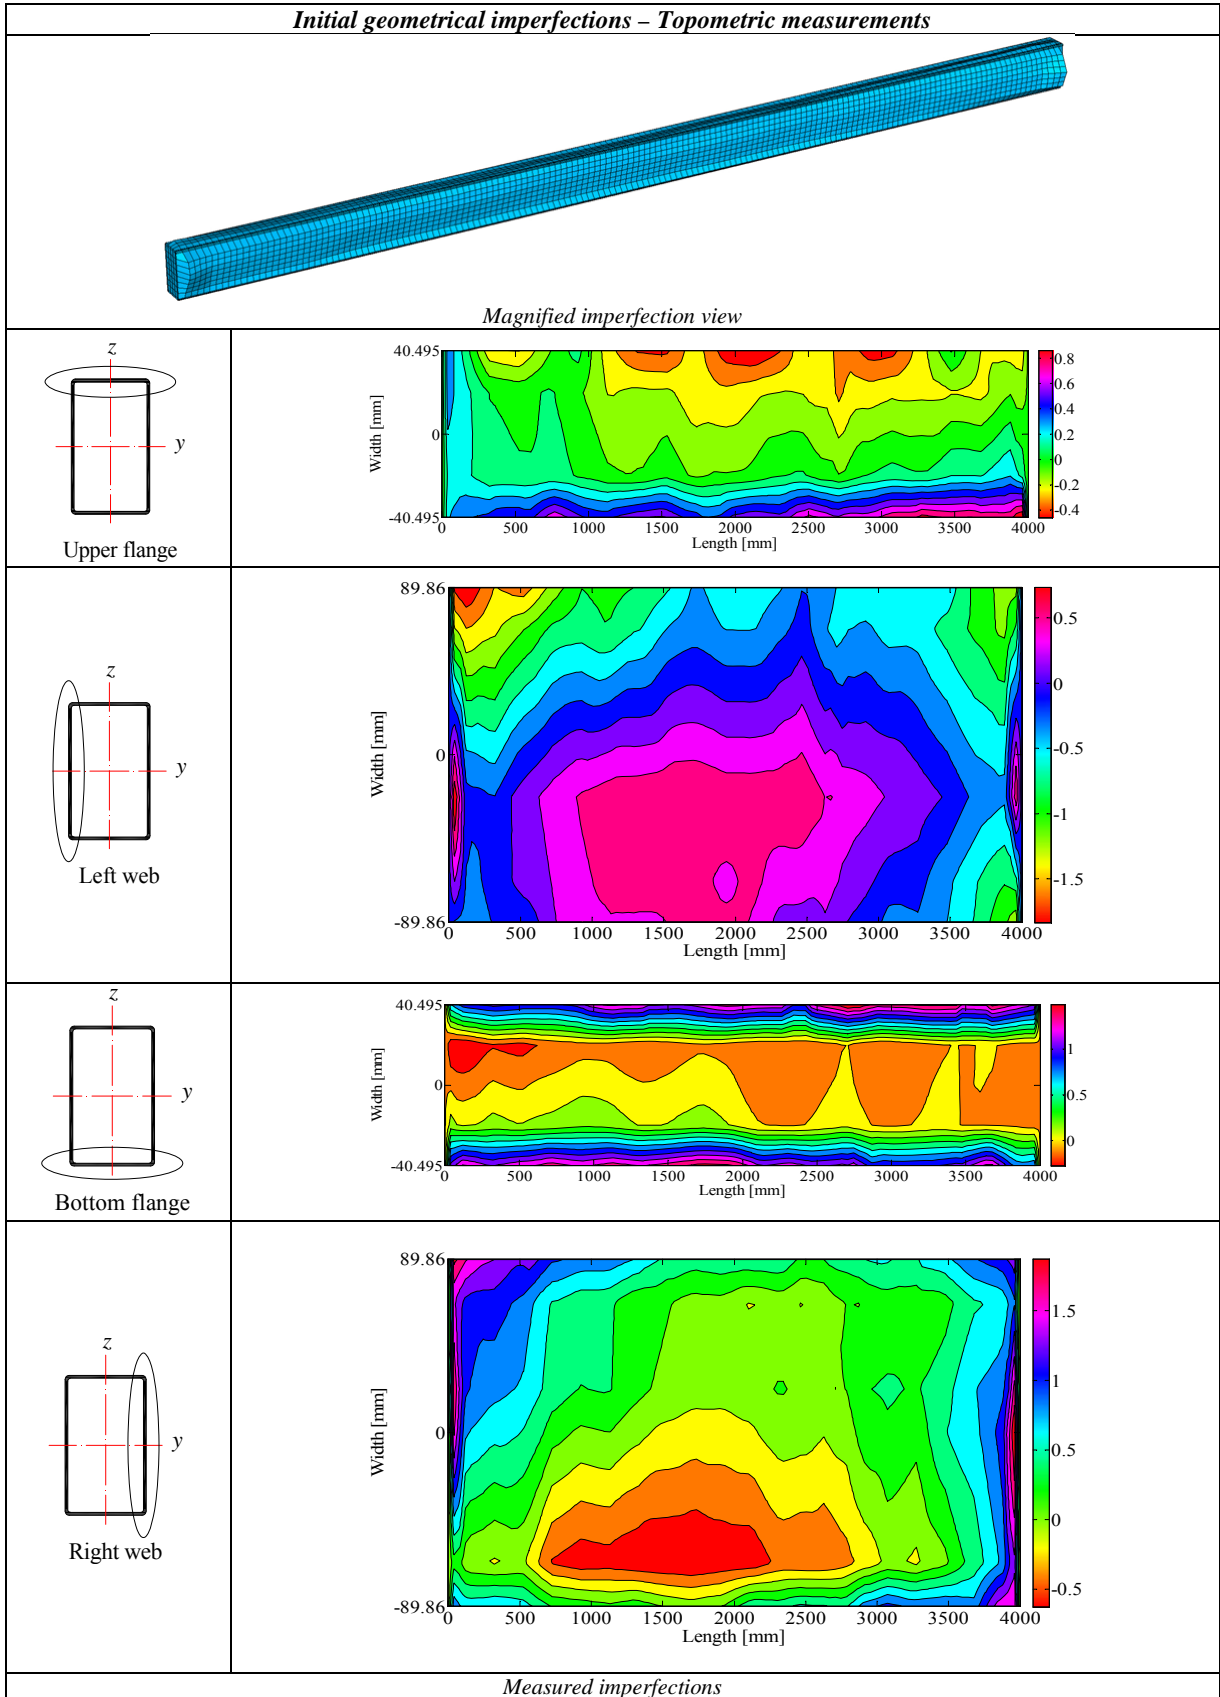 Initial geometrical imperfections – Topometric measurements
Magnified imperfection view
z
y
Upper flange
40.495
0
-40.495
Width [mm]
0 500 1000 1500 2000 2500 3000 3500 4000
Length [mm]
0.8
0.6
0.4
0.2
0
-0.2
-0.4
z
y
Left web
89.86
0
-89.86
Width [mm]
0 500 1000 1500 2000 2500 3000 3500 4000
Length [mm]
0.5
0
-0.5
-1
-1.5
z
y
Bottom flange
40.495
0
-40.495
Width [mm]
0 500 1000 1500 2000 2500 3000 3500 4000
Length [mm]
1
0.5
0
z
y
Right web
89.86
0
-89.86
Width [mm]
0 500 1000 1500 2000 2500 3000 3500 4000
Length [mm]
1.5
1
0.5
0
-0.5
Measured imperfections